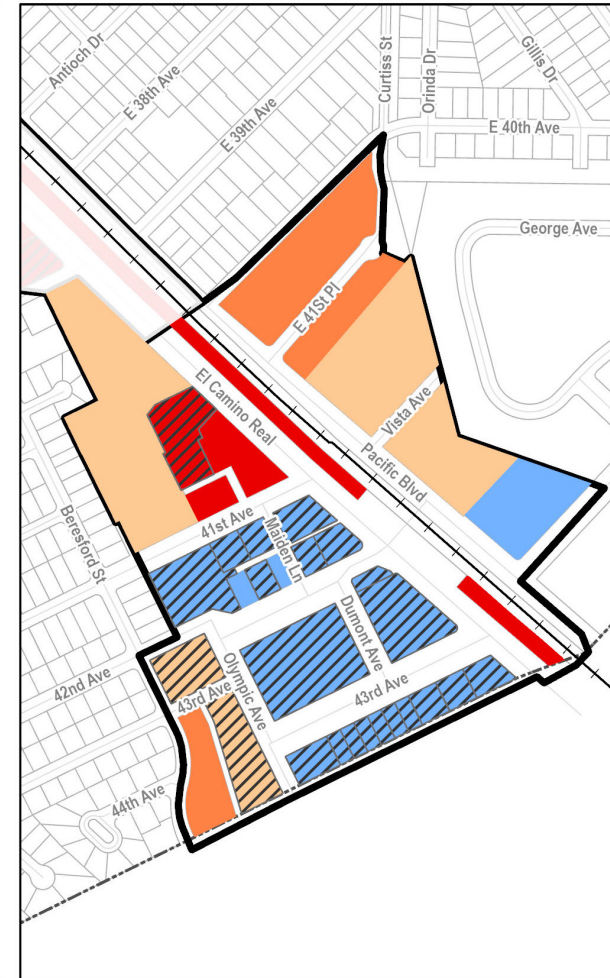 Antioch Dr
E 38th Ave
E 39th Ave
Curtiss St
Orinda Dr
Gillis Dr
E 40th Ave
George Ave
E 41St Pl
El Camino Real
Vista Ave
Pacific Blvd
Beresford St
41st Ave
Maiden Ln
Dumont Ave
Olympic Ave
42nd Ave
43rd Ave
43rd Ave
44th Ave